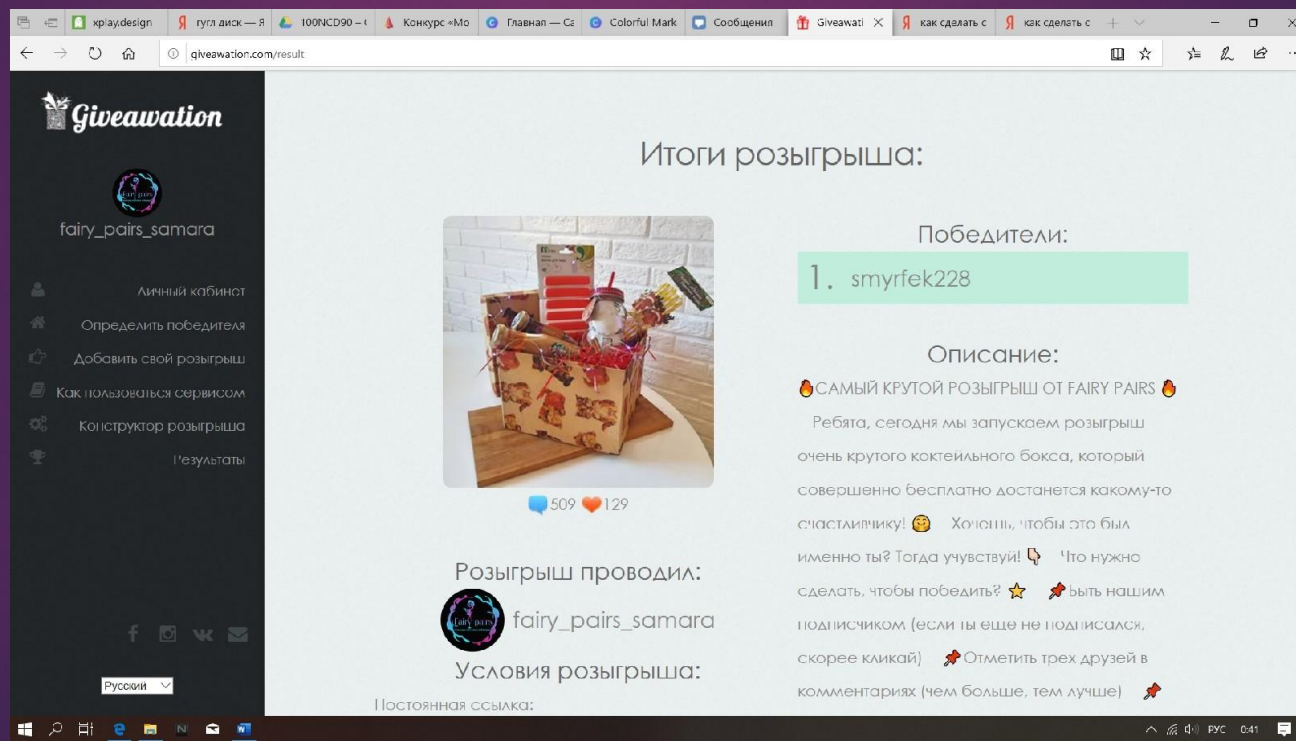 xplay.design
гугл диск — Я
100NCD90 – (
Конкурс «Мо
Главная — Ca
Colorful Mark
Сообщения
Giveawati
как сделать с
как сделать с
giveawation.com/result
Giveawation
fairy_pairs_samara
Личный кабинет
Определить победителя
Добавить свой розыгрыш
Как пользоваться сервисом
Конструктор розыгрыша
Результаты
Русский
Итоги розыгрыша:
509 129
Розыгрыш проводил:
fairy_pairs_samara
Условия розыгрыша:
Постоянная ссылка:
Победители:
1. smyrfek228
Описание:
🔥САМЫЙ КРУТОЙ РОЗЫГРЫШ ОТ FAIRY PAIRS 🔥
Ребята, сегодня мы запускаем розыгрыш
очень крутого коктейльного бокса, который
совершенно бесплатно достанется какому-то
счастливчику! 🤗 Хочешь, чтобы это был
именно ты? Тогда учувствуй! 👇 Что нужно
сделать, чтобы победить? ⭐ 📌Быть нашим
подписчиком (если ты еще не подписался,
скорее кликай) 📌Отметить трех друзей в
комментариях (чем больше, тем лучше) 📌
РУС 0:41